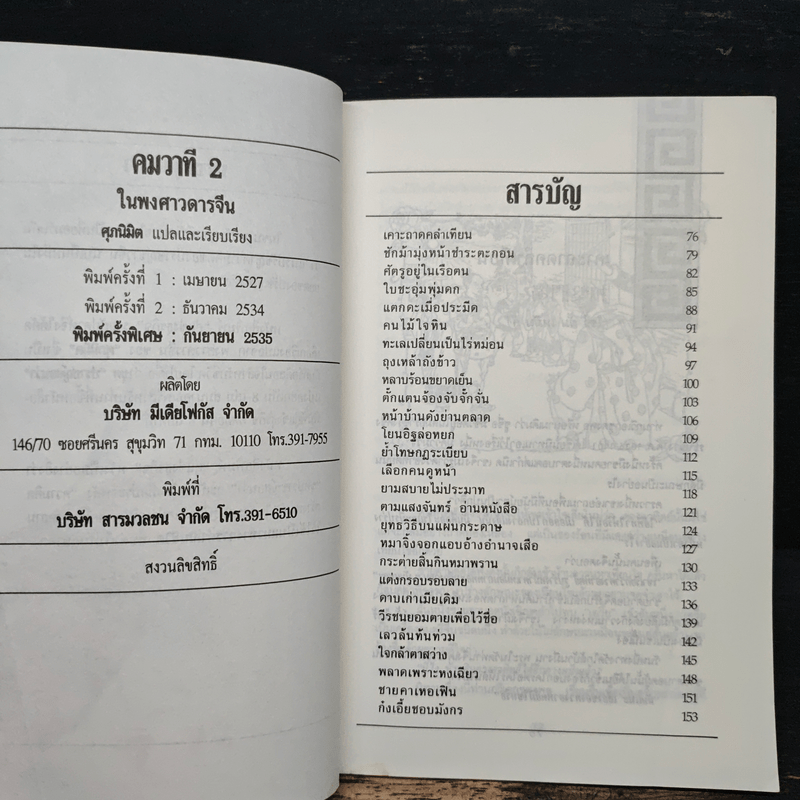 คมวาที 2
ในพงศาวดารจีน
ศุภนิมิต แปลและเรียบเรียง
พิมพ์ครั้งที่ 1 : เมษายน 2527
พิมพ์ครั้งที่ 2 : ธันวาคม 2534
พิมพ์ครั้งพิเศษ : กันยายน 2535
ผลิตโดย
บริษัท มีเดียโฟกัส จำกัด
146/70 ซอยศรีนคร สุขุมวิท 71 กทม. 10110 โทร.391-7955
พิมพ์ที่
บริษัท สารมวลชน จำกัด โทร.391-6510
สงวนลิขสิทธิ์
สารบัญ
เคาะถาดคลำเทียน 76
ชักม้ามุ่งหน้าชำระตะกอน 79
ศัตรูอยู่ในเรือตน 82
ใบชะอุ่มพุ่มดก 85
แตกดะเมื่อประมีด 88
คนไม้ใจหิน 91
ทะเลเปลี่ยนเป็นไร่หม่อน 94
ถุงเหล้าถังข้าว 97
หลาบร้อนขยาดเย็น 100
ตั๊กแตนจ้องจับจั๊กจั่น 103
หน้าบ้านดังย่านตลาด 106
โยนอิฐล่อหยก 109
ย้ำโทษกฎระเบียบ 112
เลือกคนดูหน้า 115
ยามสบายไม่ประมาท 118
ตามแสงจันทร์ อ่านหนังสือ 121
ยุทธวิธีบนแผ่นกระดาษ 124
หมาจิ้งจอกแอบอ้างอำนาจเสือ 127
กระต่ายสิ้นกินหมาพราน 130
แต่งกรอบรอบลาย 133
ดาบเก่าเมียเดิม 136
วีรชนยอมตายเพื่อไว้ชื่อ 139
เลวล้นท้นท่วม 142
ใจกล้าตาสว่าง 145
พลาดเพราะทงเฉียว 148
ชายคาเทอเฟิน 151
กงเอี้ยชอบมังกร 153